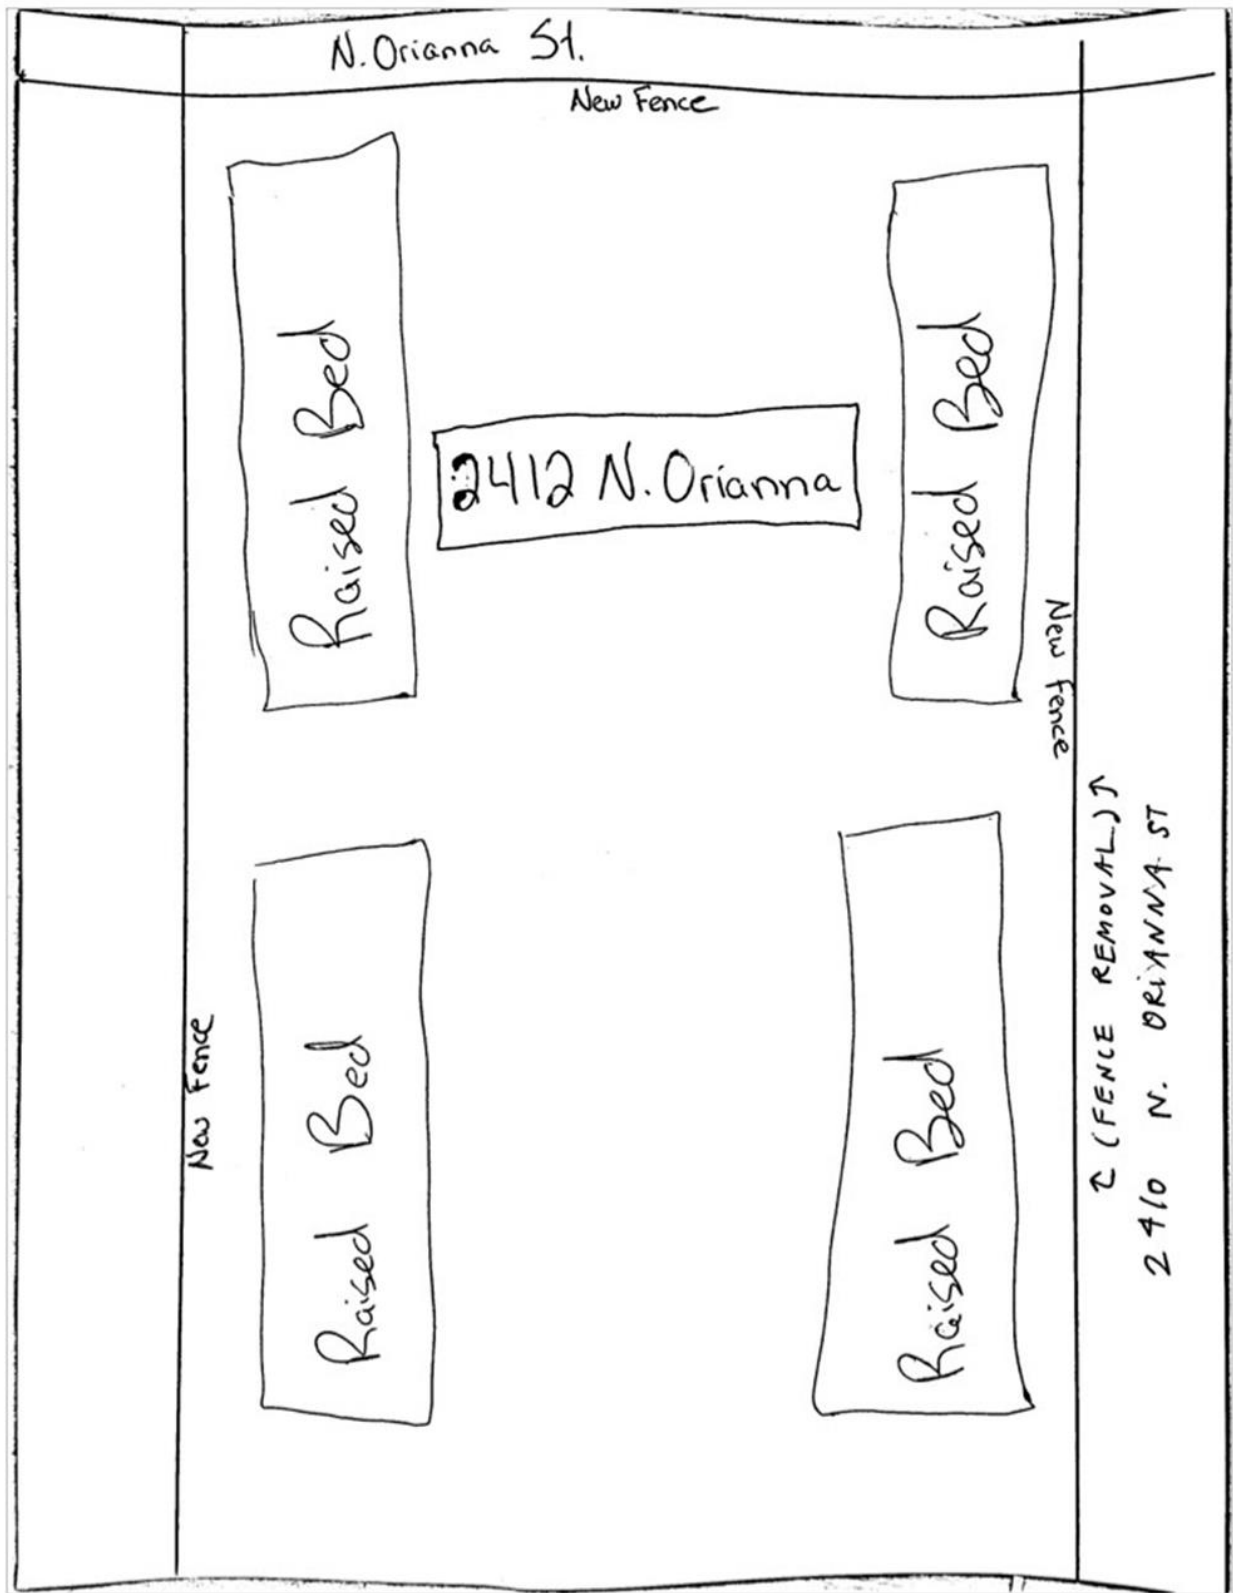 N. Orianna St.
New Fence
Raised Bed
Raised Bed
2412 N. Orianna
New Fence
(FENCE REMOVAL)
2410 N. ORIANNA ST
New Fence
Raised Bed
Raised Bed